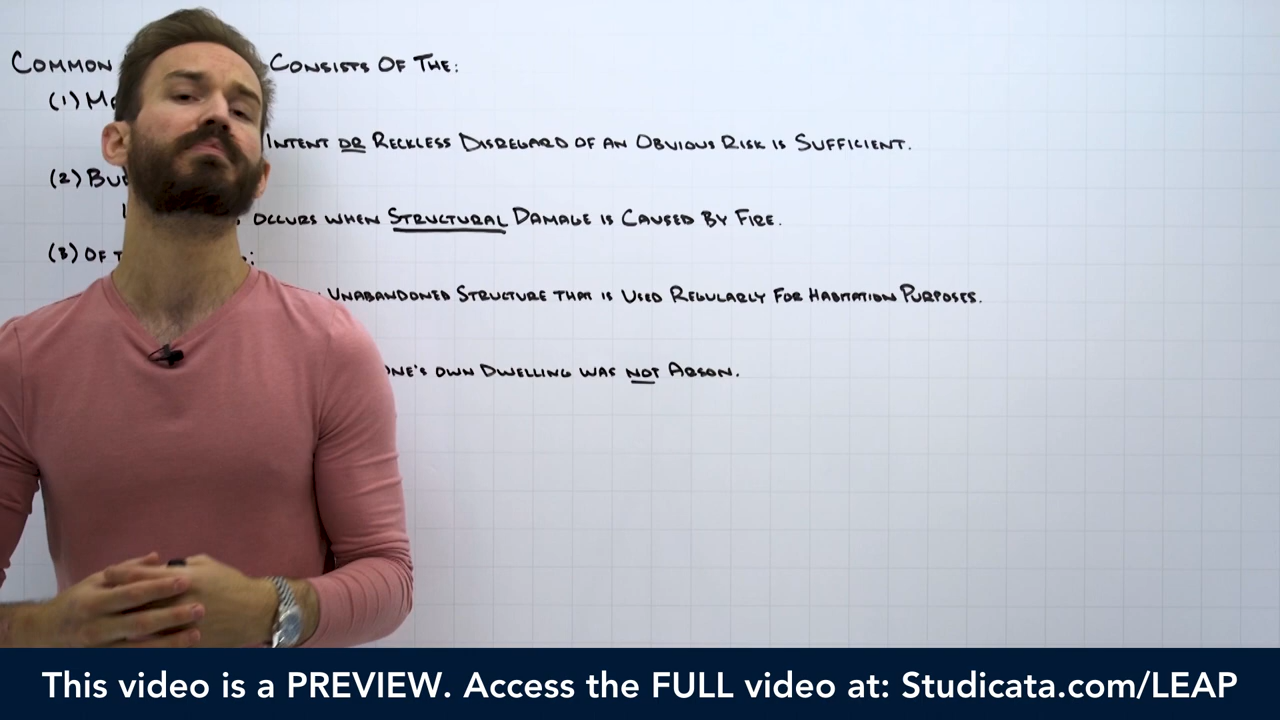 COMMON CONSISTS OF THE:
(1)
INTENT OR RECKLESS DISREGARD OF AN OBVIOUS RISK IS SUFFICIENT.
(2)
OCCURS WHEN STRUCTURAL DAMAGE IS CAUSED BY FIRE.
(3) OF
UNABANDONED STRUCTURE THAT IS USED REGULARLY FOR HABITATION PURPOSES.
OWN DWELLING WAS NOT ARSON.
This video is a PREVIEW. Access the FULL video at: Studicata.com/LEAP